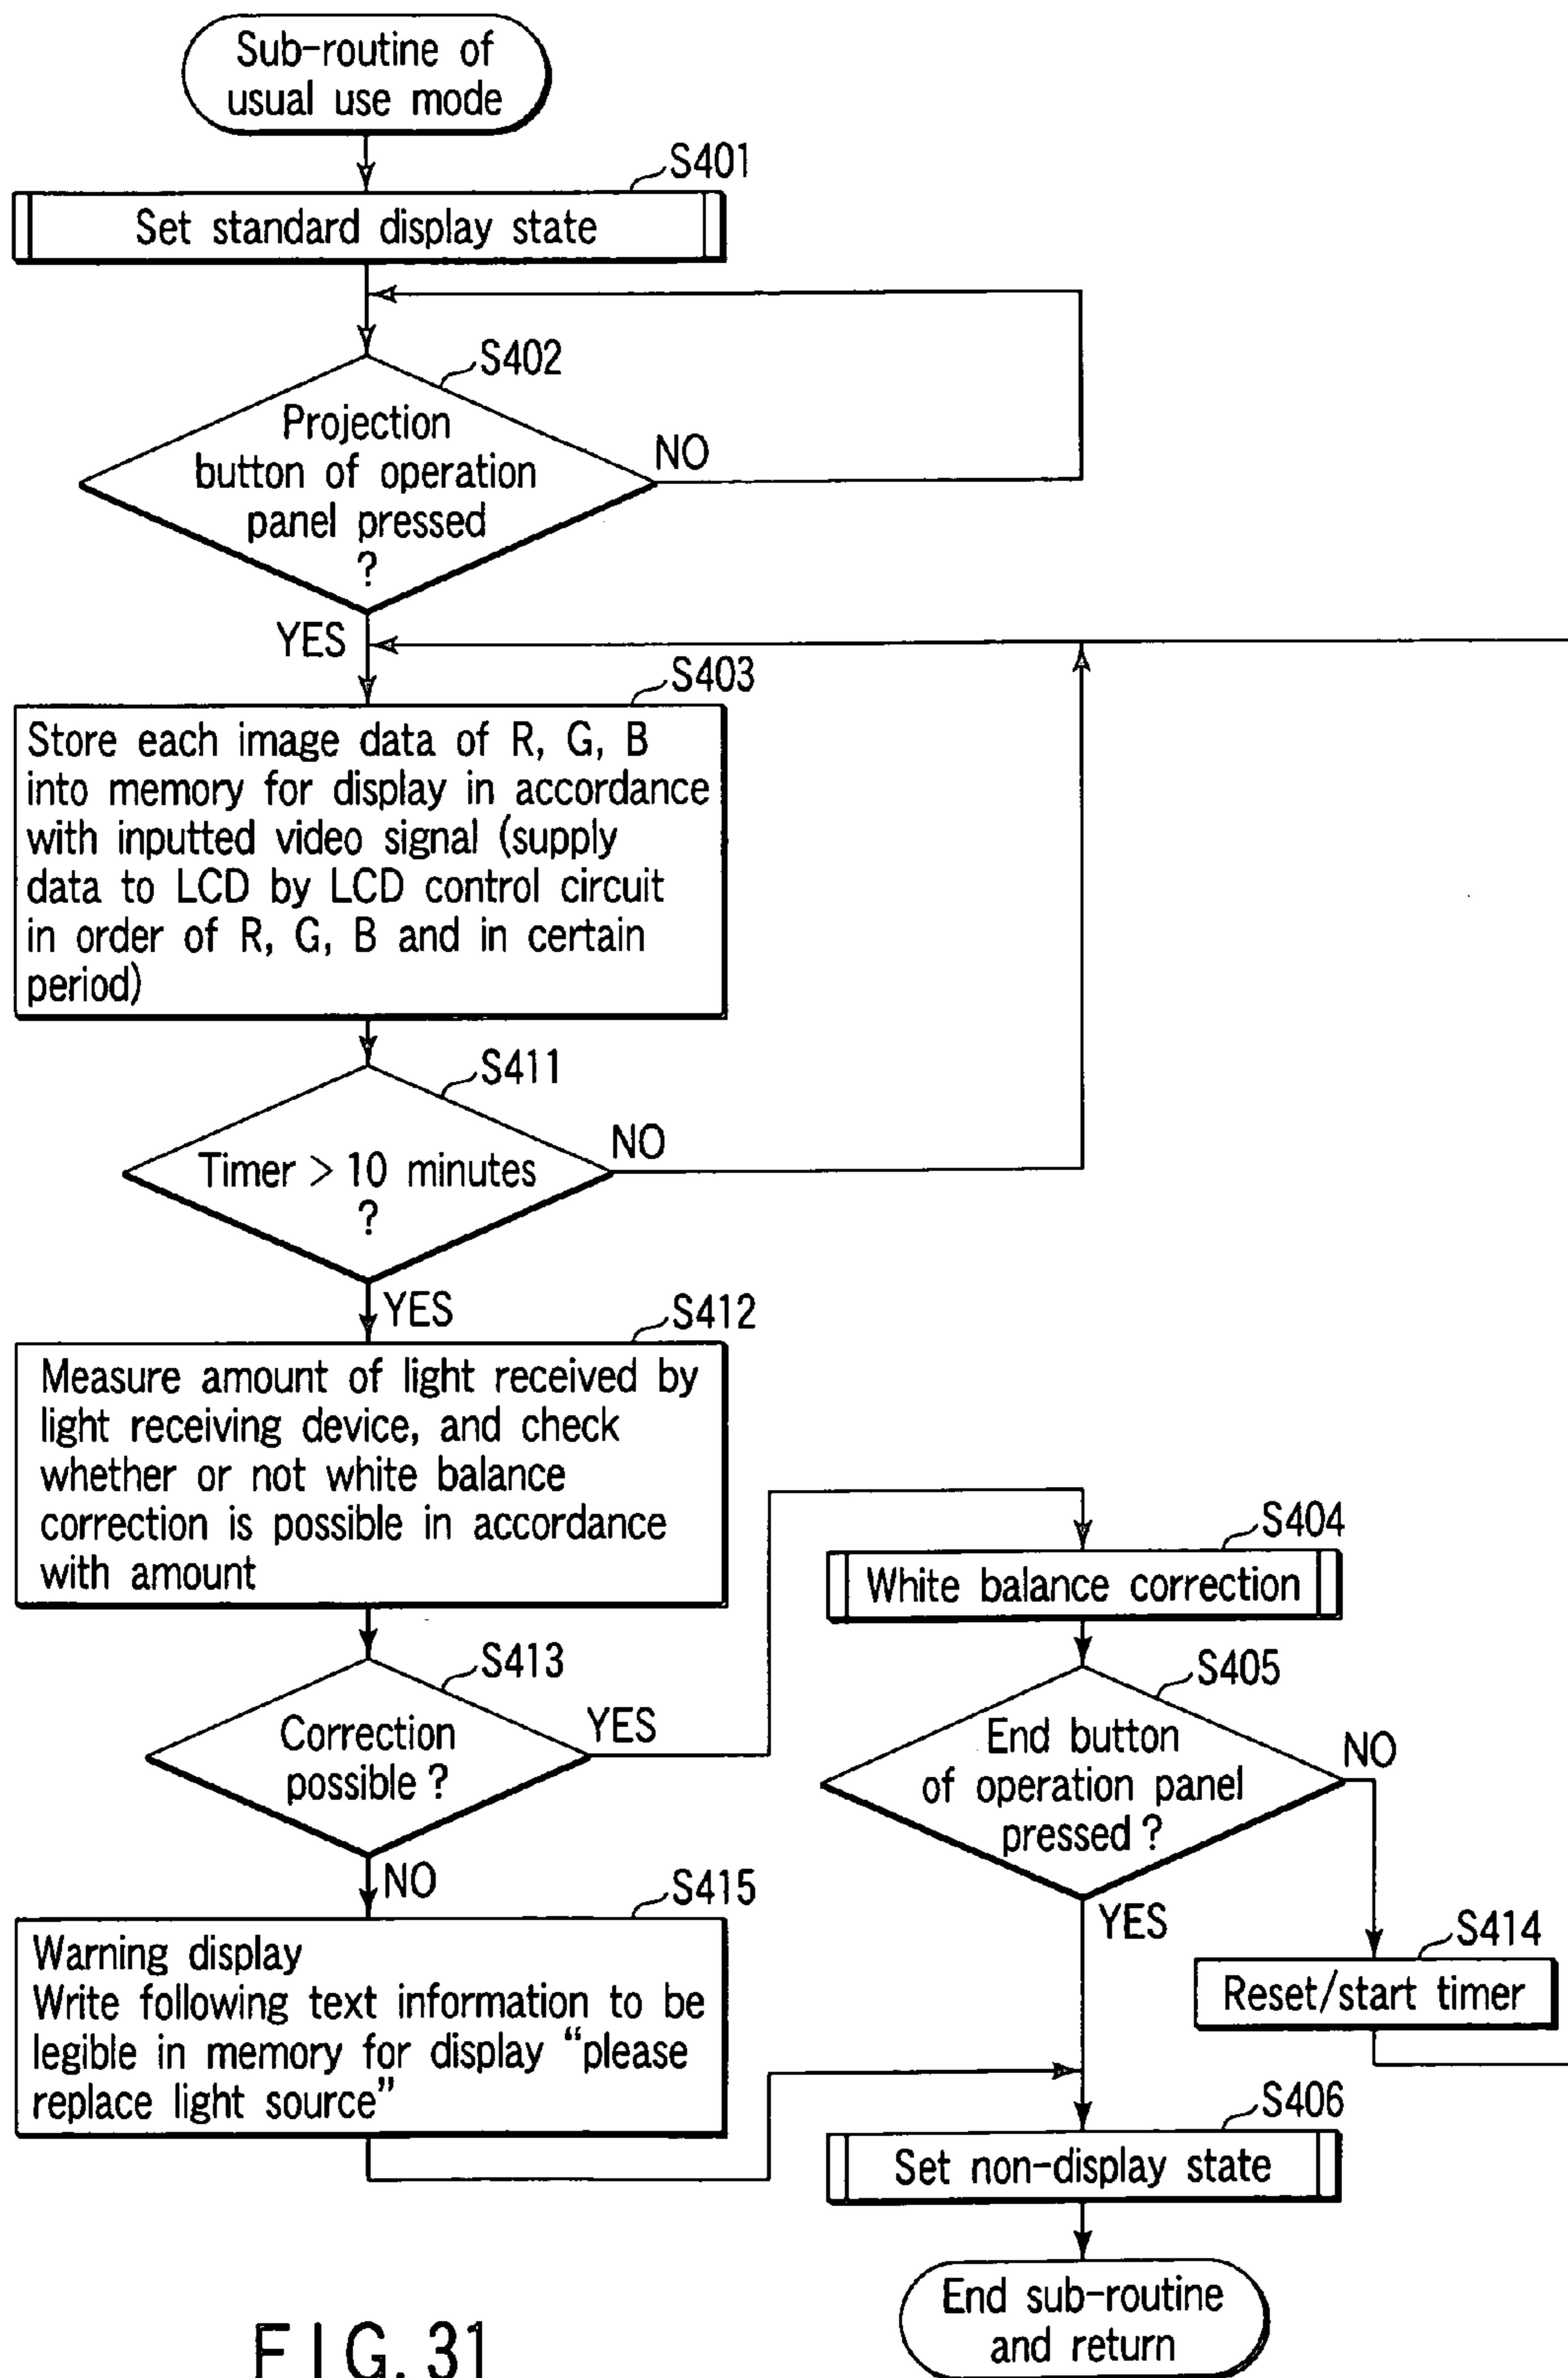 Sub-routine of
usual use mode
S401
Set standard display state
S402
Projection
button of operation
panel pressed
?
NO
YES
S403
Store each image data of R, G, B
into memory for display in accordance
with inputted video signal (supply
data to LCD by LCD control circuit
in order of R, G, B and in certain
period)
S411
Timer > 10 minutes
?
NO
YES
S412
Measure amount of light received by
light receiving device, and check
whether or not white balance
correction is possible in accordance
with amount
S413
Correction
possible ?
YES
NO
S415
Warning display
Write following text information to be
legible in memory for display “please
replace light source”
S404
White balance correction
S405
End button
of operation panel
pressed ?
NO
YES
S414
Reset/start timer
S406
Set non-display state
End sub-routine
and return
FIG. 31